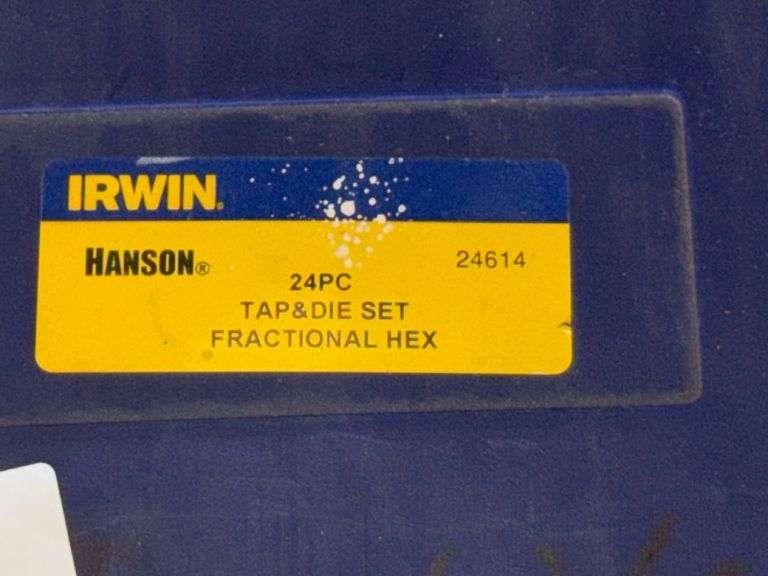 IRWIN®
HANSON®
24614
24PC
TAP&DIE SET
FRACTIONAL HEX